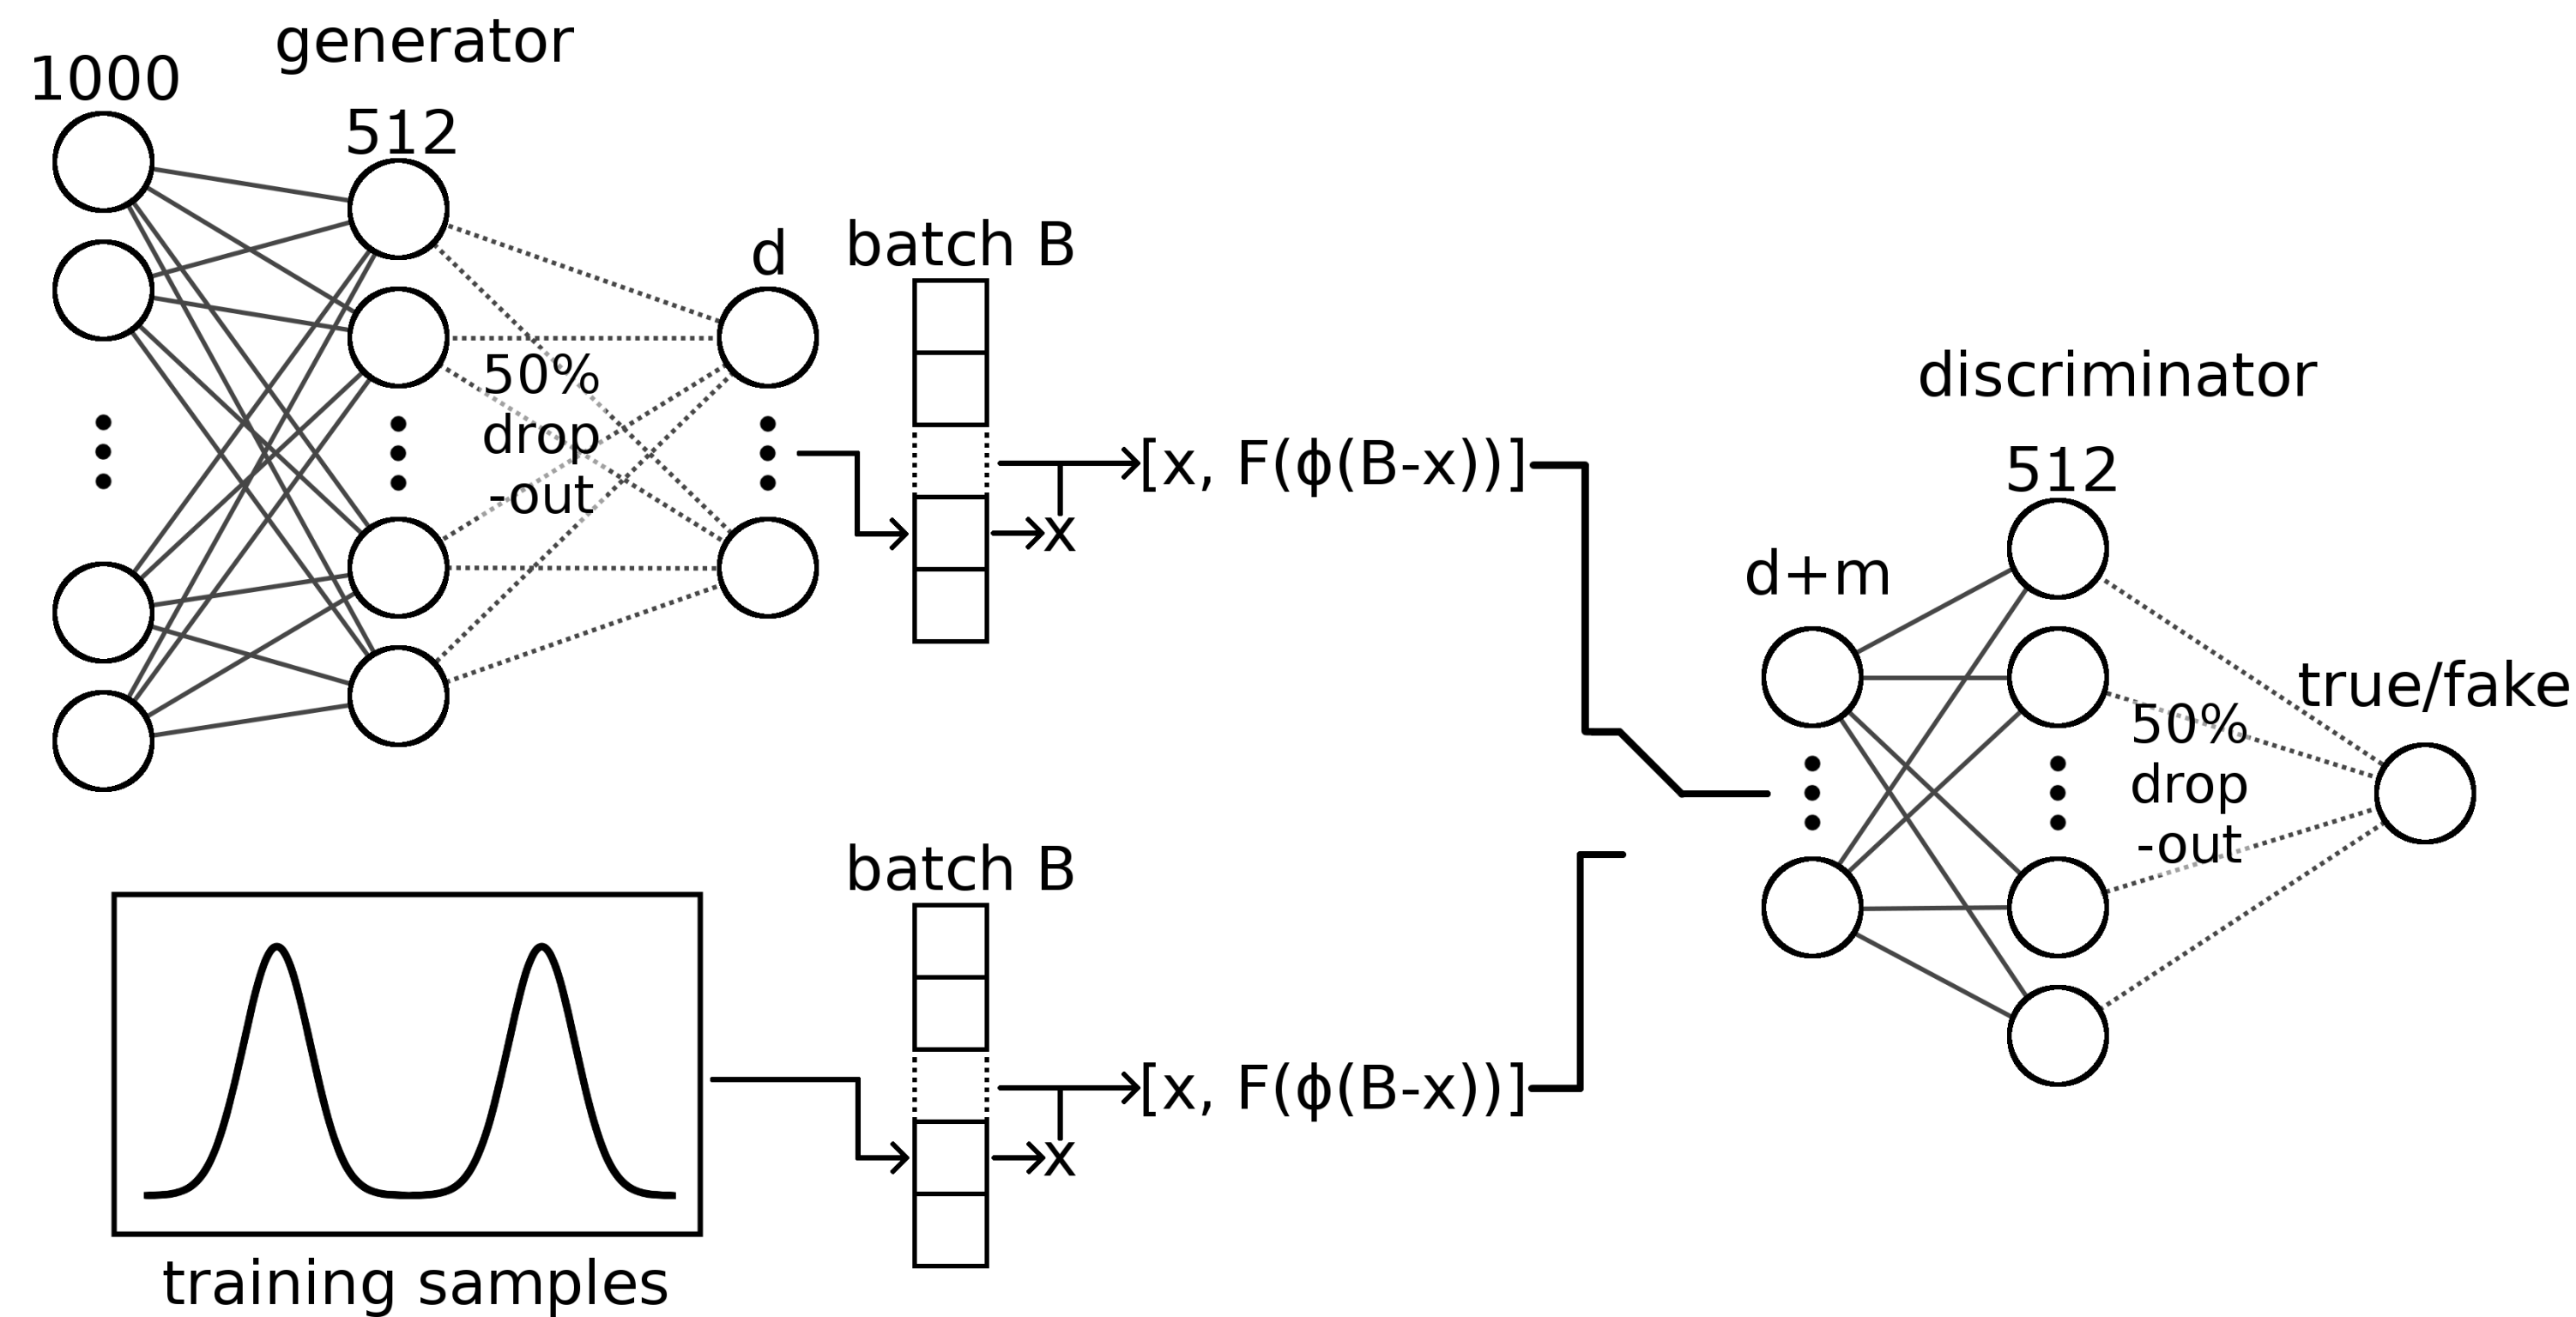 generator
1000
512
d
50%
drop
-out
batch B
[x, F(ϕ(B-x))]
x
discriminator
512
d+m
true/fake
50%
drop
-out
batch B
[x, F(ϕ(B-x))]
x
training samples